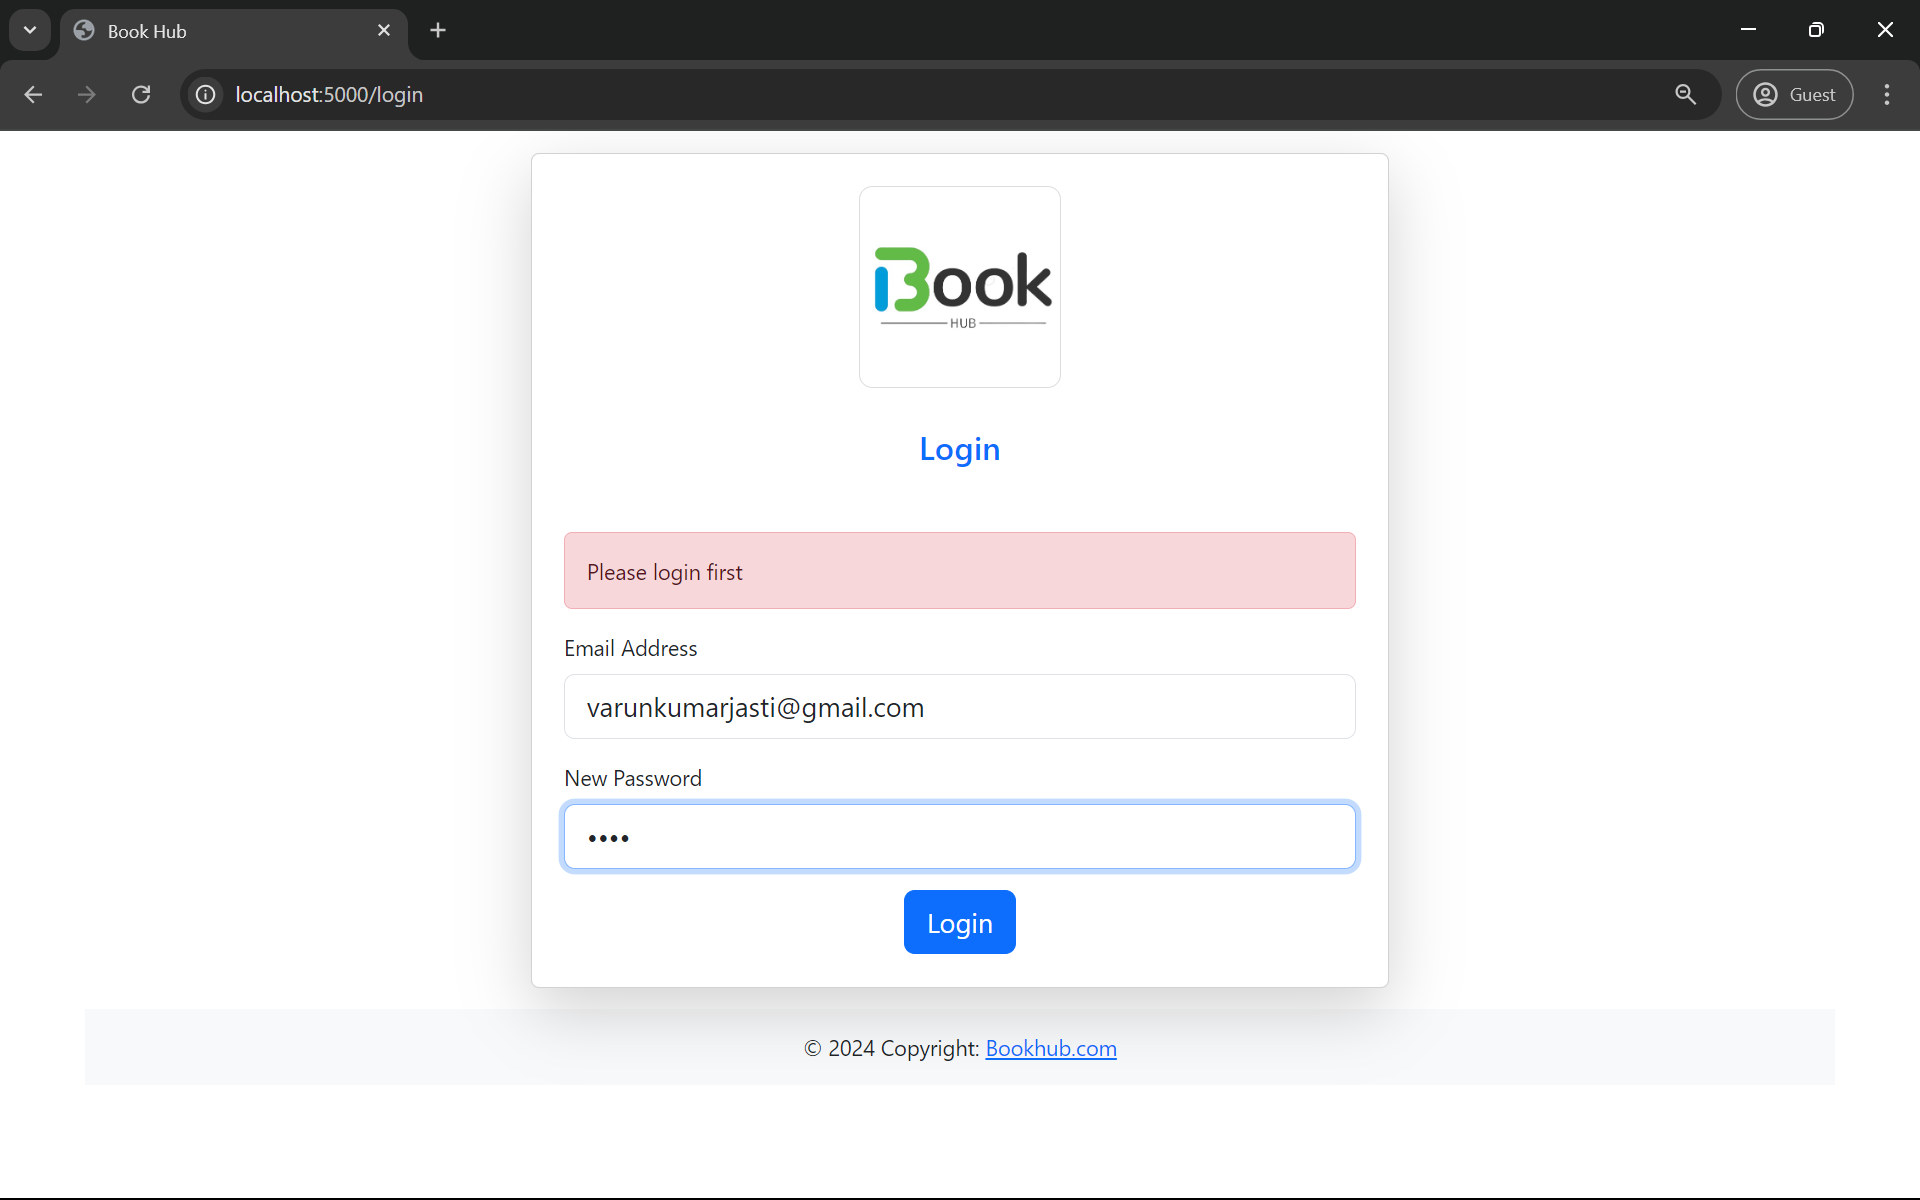 Book Hub
localhost:5000/login
Guest
Book
HUB
Login
Please login first
Email Address
varunkumarjasti@gmail.com
New Password
••••
Login
© 2024 Copyright: Bookhub.com